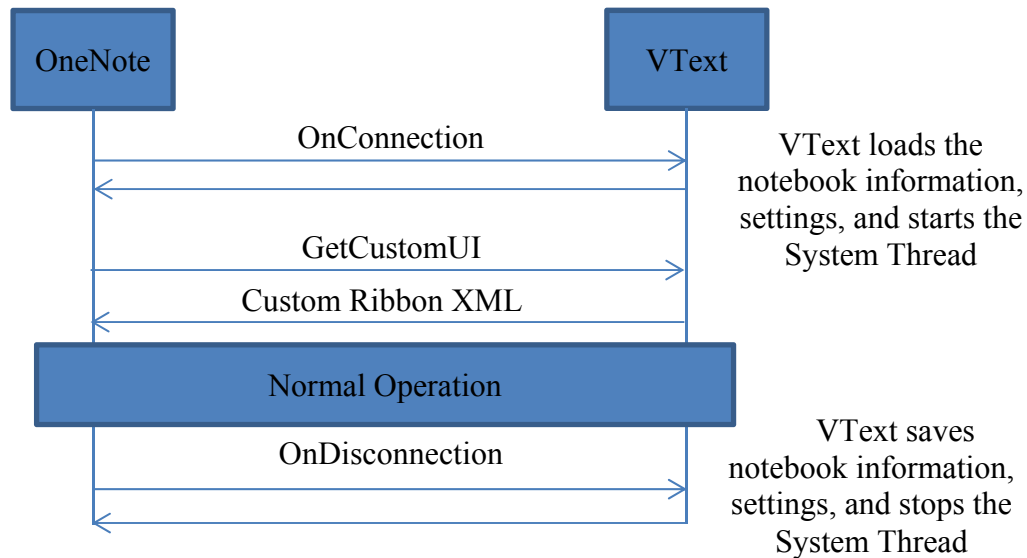 OneNote
VText
OnConnection
VText loads the
notebook information,
settings, and starts the
System Thread
GetCustomUI
Custom Ribbon XML
Normal Operation
OnDisconnection
VText saves
notebook information,
settings, and stops the
System Thread